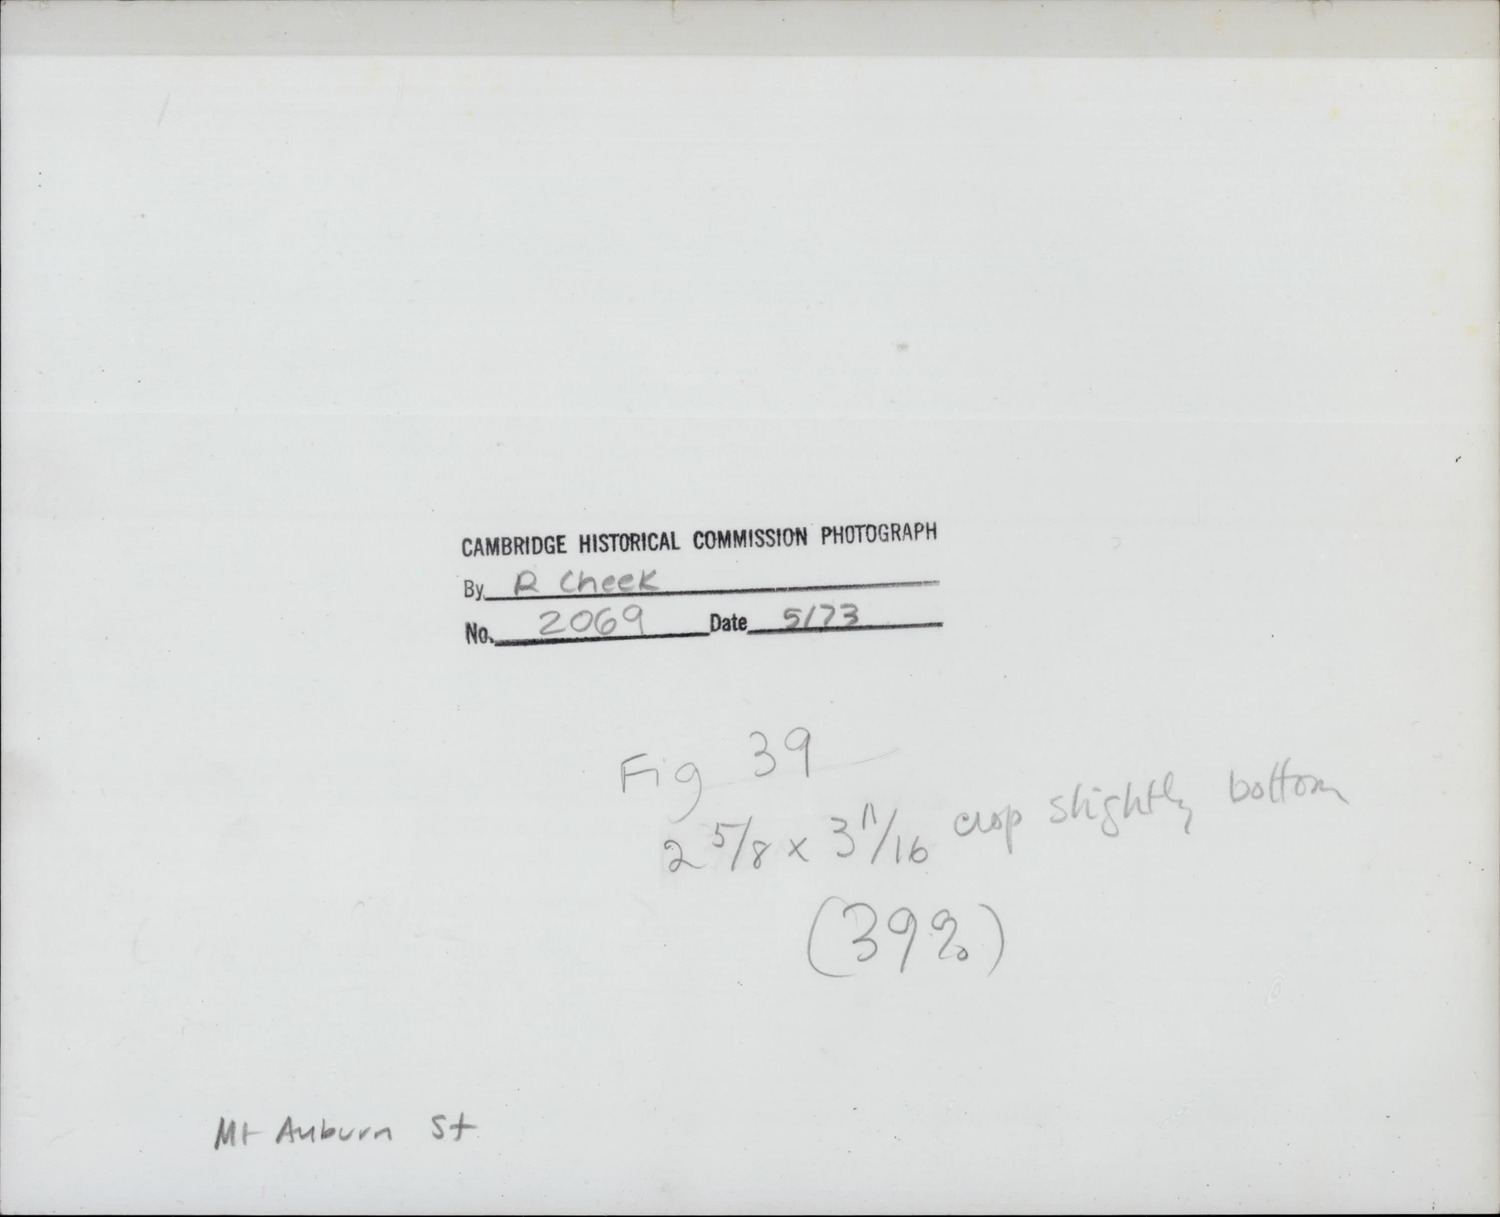 CAMBRIDGE HISTORICAL COMMISSION PHOTOGRAPH
By R Cheek
No. 2069 Date 5/73
Fig 39
2 5/8 x 3 11/16 crop slightly bottom
(39%)
Mt Auburn St